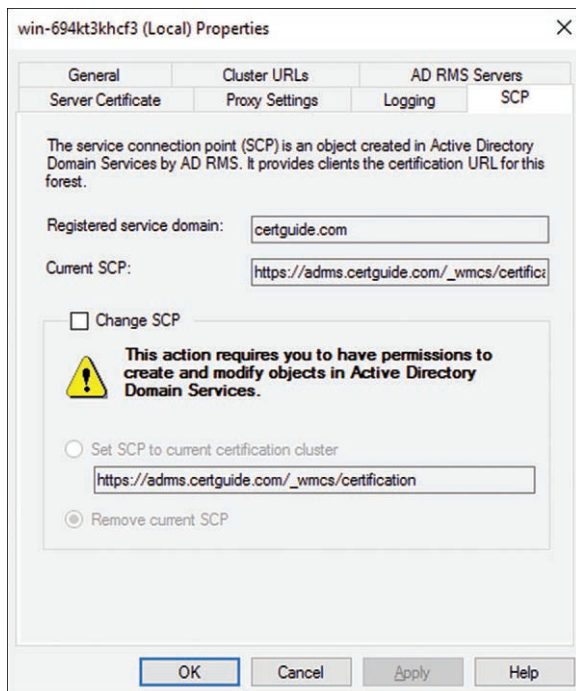 win-694kt3khcf3 (Local) Properties
General Cluster URLs AD RMS Servers
Server Certificate Proxy Settings Logging SCP
The service connection point (SCP) is an object created in Active Directory
Domain Services by AD RMS. It provides clients the certification URL for this
forest.
Registered service domain: certguide.com
Current SCP: https://adrms.certguide.com/_wmcs/certifica
Change SCP
This action requires you to have permissions to
create and modify objects in Active Directory
Domain Services.
Set SCP to current certification cluster
https://adrms.certguide.com/_wmcs/certification
Remove current SCP
OK Cancel Apply Help